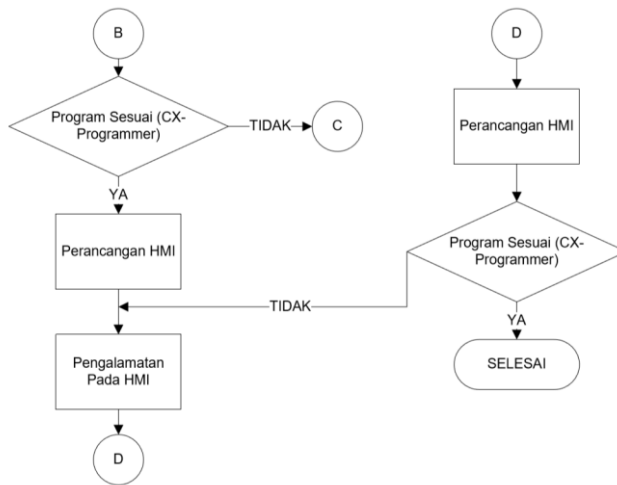 B
Program Sesuai (CX-
Programmer)
TIDAK
C
YA
Perancangan HMI
Pengalamatan
Pada HMI
D
D
Perancangan HMI
Program Sesuai (CX-
Programmer)
TIDAK
YA
SELESAI